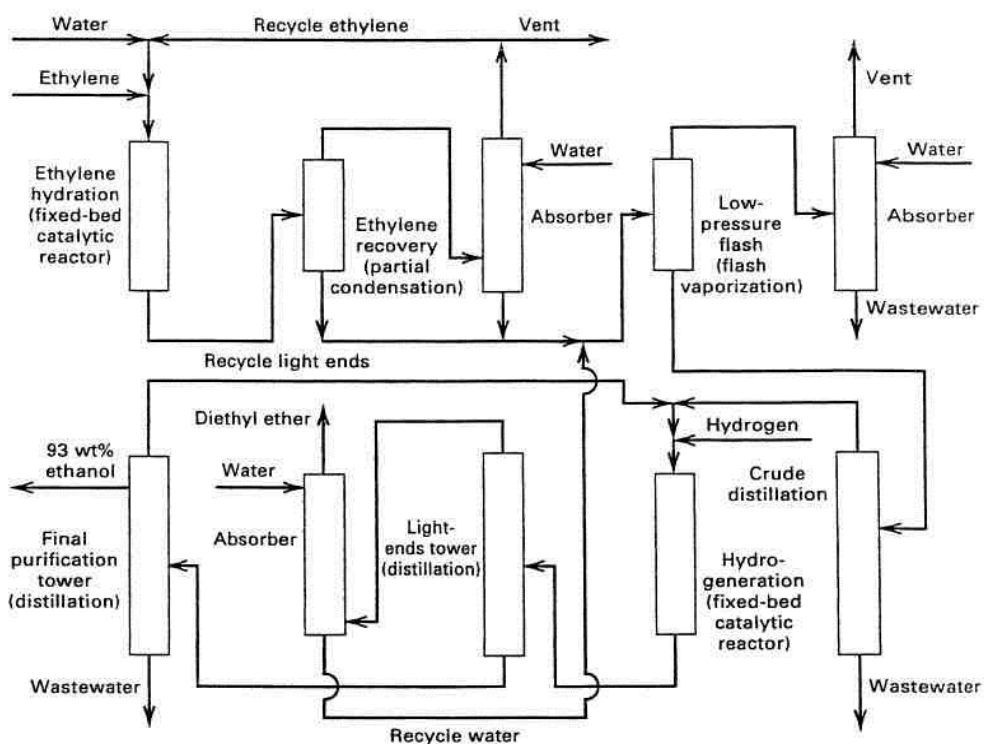 Water
Recycle ethylene
Vent
Ethylene
Vent
Ethylene
hydration
(fixed-bed
catalytic
reactor)
Ethylene
recovery
(partial
condensation)
Water
Absorber
Low-
pressure
flash
(flash
vaporization)
Water
Absorber
Wastewater
Recycle light ends
93 wt%
ethanol
Final
purification
tower
(distillation)
Wastewater
Diethyl ether
Water
Absorber
Light-
ends tower
(distillation)
Hydrogen
Crude
distillation
Hydro-
generation
(fixed-bed
catalytic
reactor)
Wastewater
Recycle water